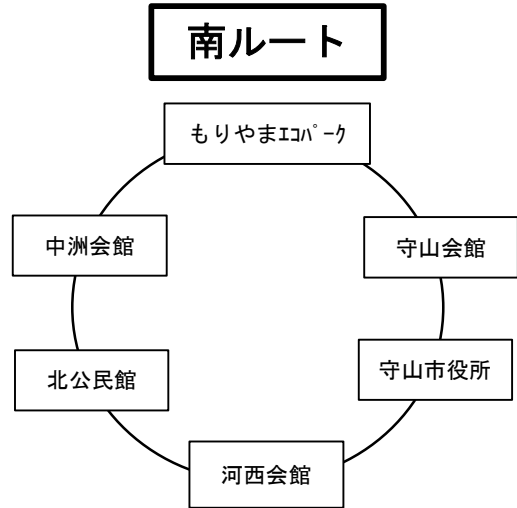 南ルート
もりやまｴｺﾊﾟｰｸ
中洲会館
守山会館
北公民館
守山市役所
河西会館